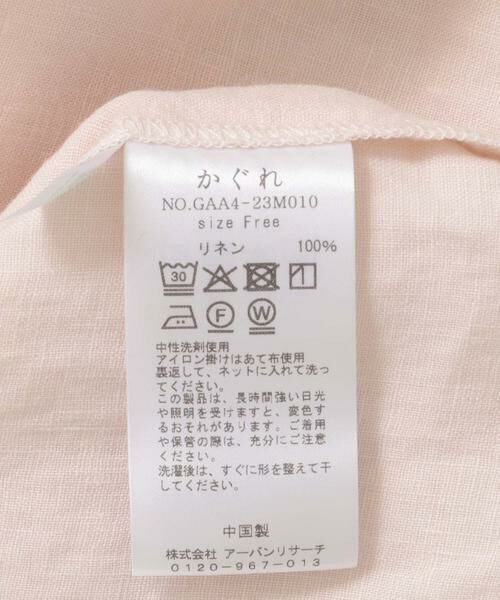 かぐれ
NO.GAA4-23M010
size Free
リネン 100%
30
F W
中性洗剤使用
アイロン掛けはあて布使用
裏返して、ネットに入れて洗っ
てください。
この製品は、長時間強い日光
や照明を受けますと、変色す
るおそれがあります。ご着用
や保管の際は、充分にご注意
ください。
洗濯後は、すぐに形を整えて干
してください。
中国製
株式会社 アーバンリサーチ
0120-967-013